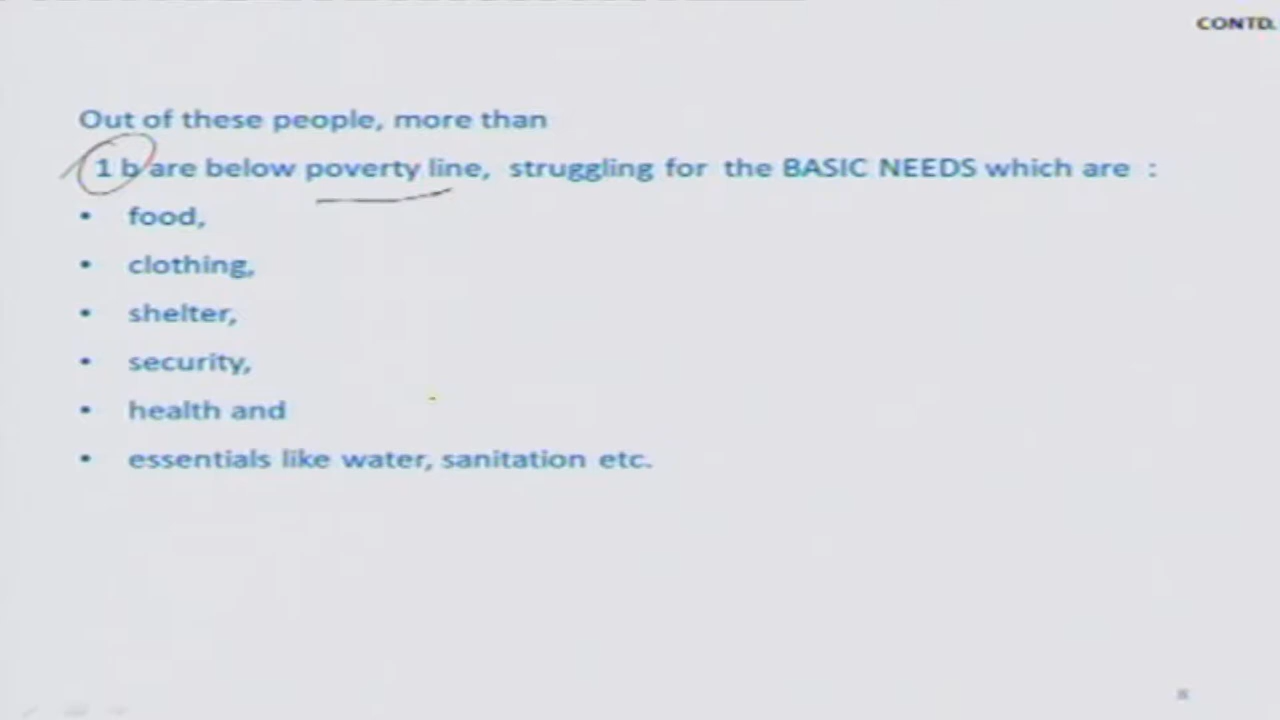 CONTD.
Out of these people, more than
1 b are below poverty line, struggling for the BASIC NEEDS which are :
• food,
• clothing,
• shelter,
• security,
• health and
• essentials like water, sanitation etc.